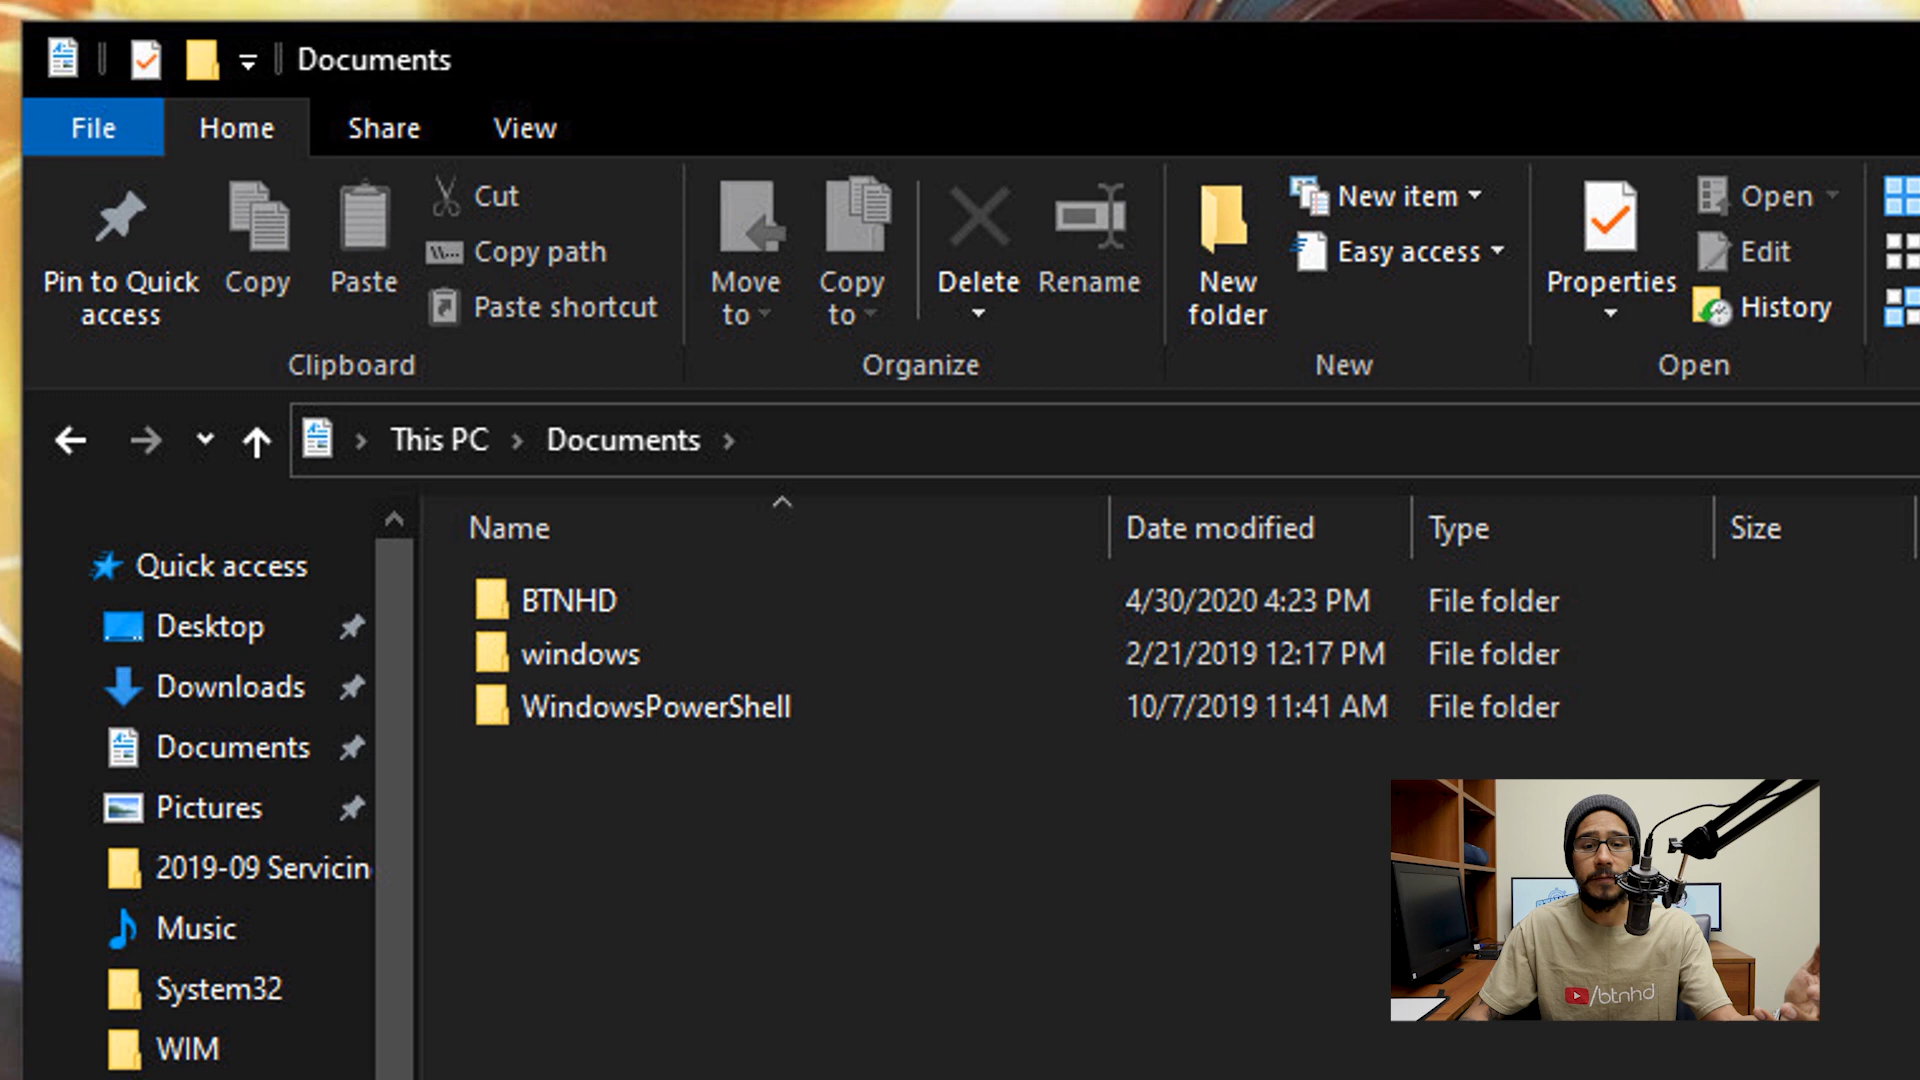 Documents
File Home Share View
Pin to Quick access
Copy
Paste
Cut
Copy path
Paste shortcut
Clipboard
Move to
Copy to
Delete
Rename
Organize
New folder
New item
Easy access
New
Properties
Open
Edit
History
Open
This PC > Documents >
Name Date modified Type Size
BTNHD 4/30/2020 4:23 PM File folder
windows 2/21/2019 12:17 PM File folder
WindowsPowerShell 10/7/2019 11:41 AM File folder
Quick access
Desktop
Downloads
Documents
Pictures
2019-09 Servicin
Music
System32
WIM
/btnhd